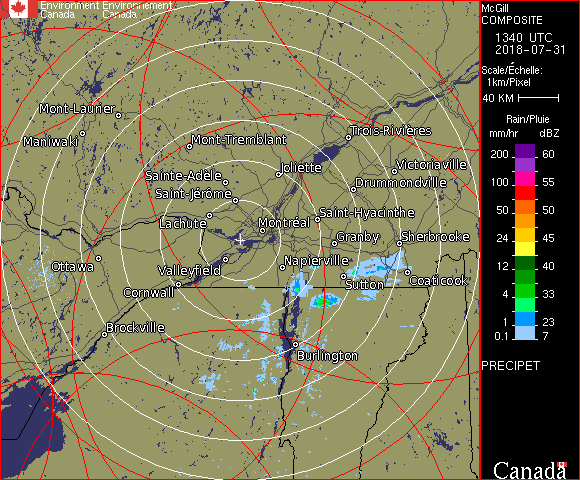 Environment Environnement
Canada Canada
McGill
COMPOSITE
1340 UTC
2018-07-31
Scale/Échelle:
1km/Pixel
40 KM
Rain/Pluie
mm/hr dBZ
200 60
155 55
100 55
50 50
24 45
12 40
4 33
1 23
0.1 7
PRECIPET
Canada
Mont-Laurier
Maniwaki
Mont-Tremblant
Trois-Rivières
Sainte-Adèle
Joliette
Victoriaville
Saint-Jérôme
Drummondville
Lachute
Montréal
Saint-Hyacinthe
Granby
Sherbrooke
Ottawa
Valleyfield
Napierville
Cornwall
Sutton
Coaticook
Brockville
Burlington